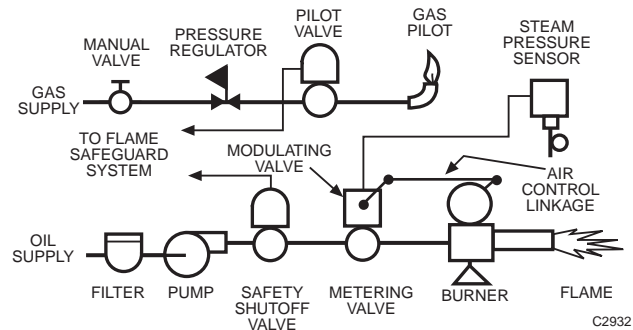 MANUAL
VALVE
PRESSURE
REGULATOR
PILOT
VALVE
GAS
PILOT
STEAM
PRESSURE
SENSOR
GAS
SUPPLY
TO FLAME
SAFEGUARD
SYSTEM
MODULATING
VALVE
AIR
CONTROL
LINKAGE
OIL
SUPPLY
FILTER
PUMP
SAFETY
SHUTOFF
VALVE
METERING
VALVE
BURNER
FLAME
C2932